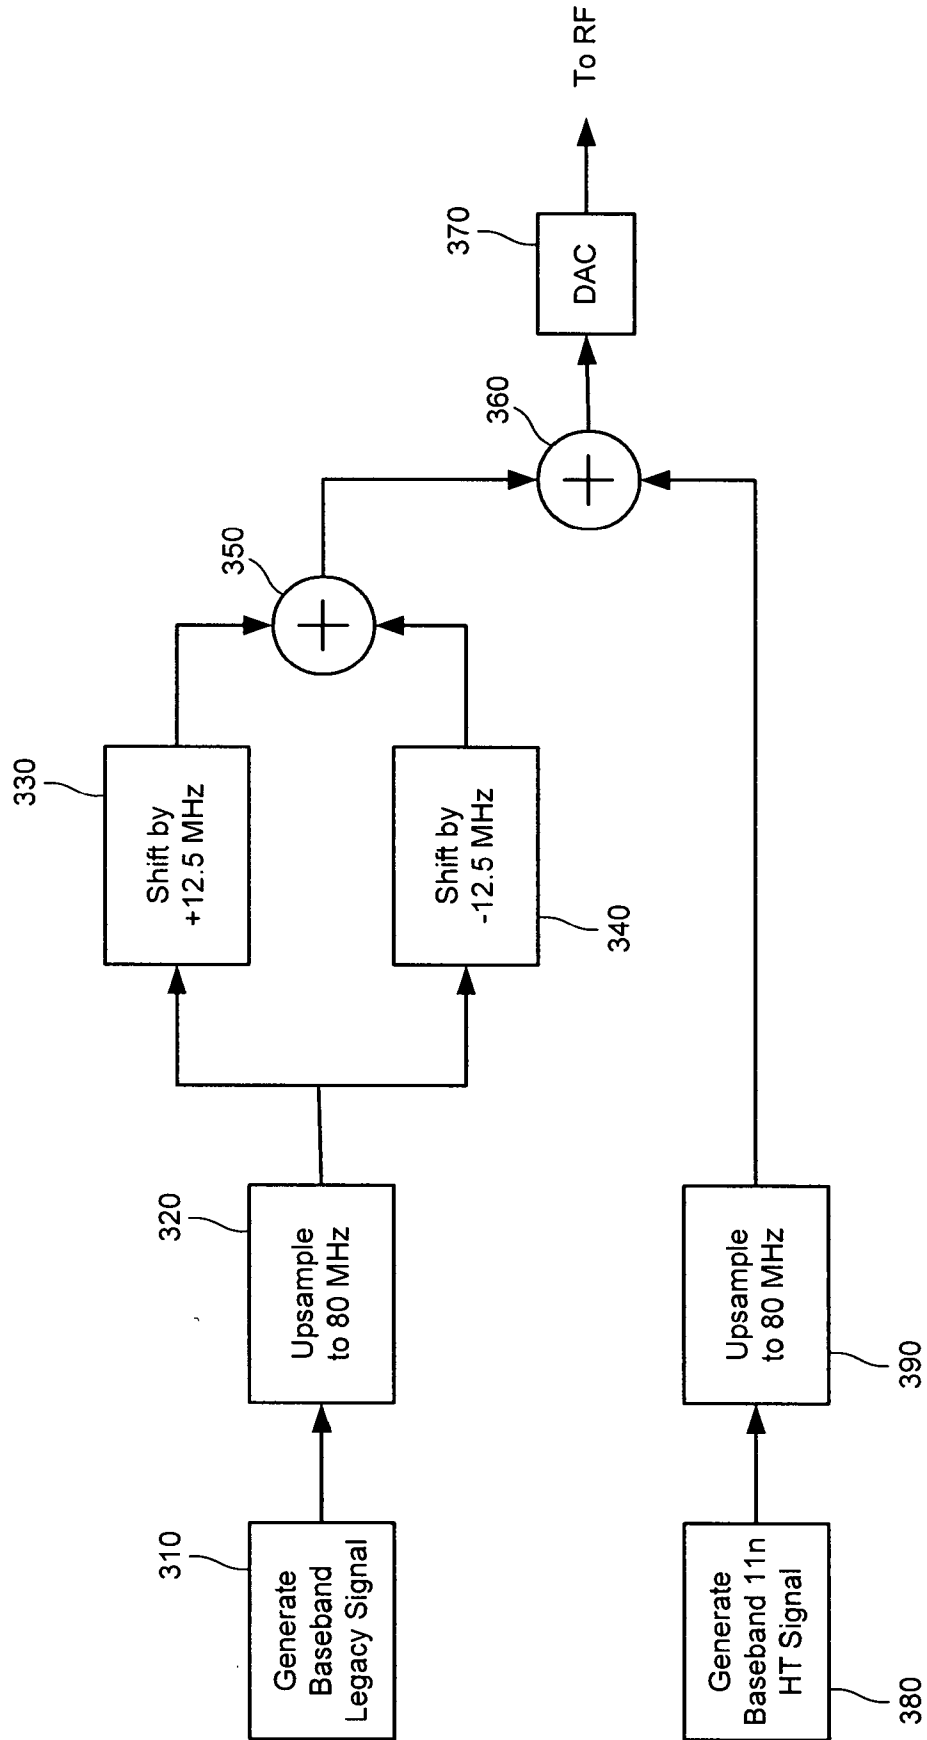 310
Generate
Baseband
Legacy Signal
320
Upsample
to 80 MHz
330
Shift by
+12.5 MHz
Shift by
-12.5 MHz
340
350
360
370
DAC
To RF
Generate
Baseband 11n
HT Signal
380
Upsample
to 80 MHz
390